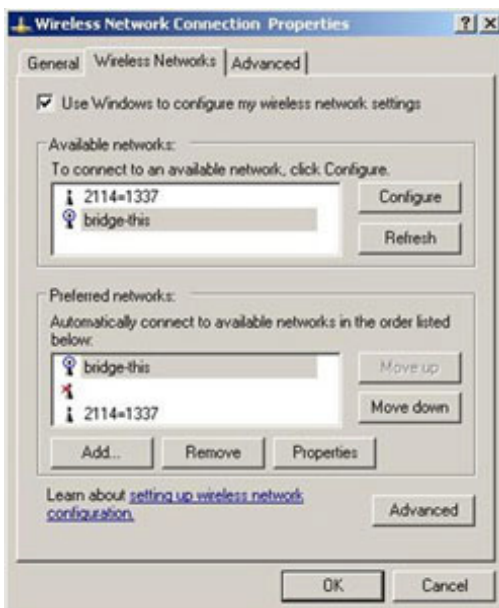 Wireless Network Connection Properties
General Wireless Networks Advanced
Use Windows to configure my wireless network settings
Available networks:
To connect to an available network, click Configure.
2114=1337
bridge-this
Configure
Refresh
Preferred networks:
Automatically connect to available networks in the order listed
below:
bridge-this
2114=1337
Move up
Move down
Add... Remove Properties
Learn about setting up wireless network
configuration.
Advanced
OK Cancel